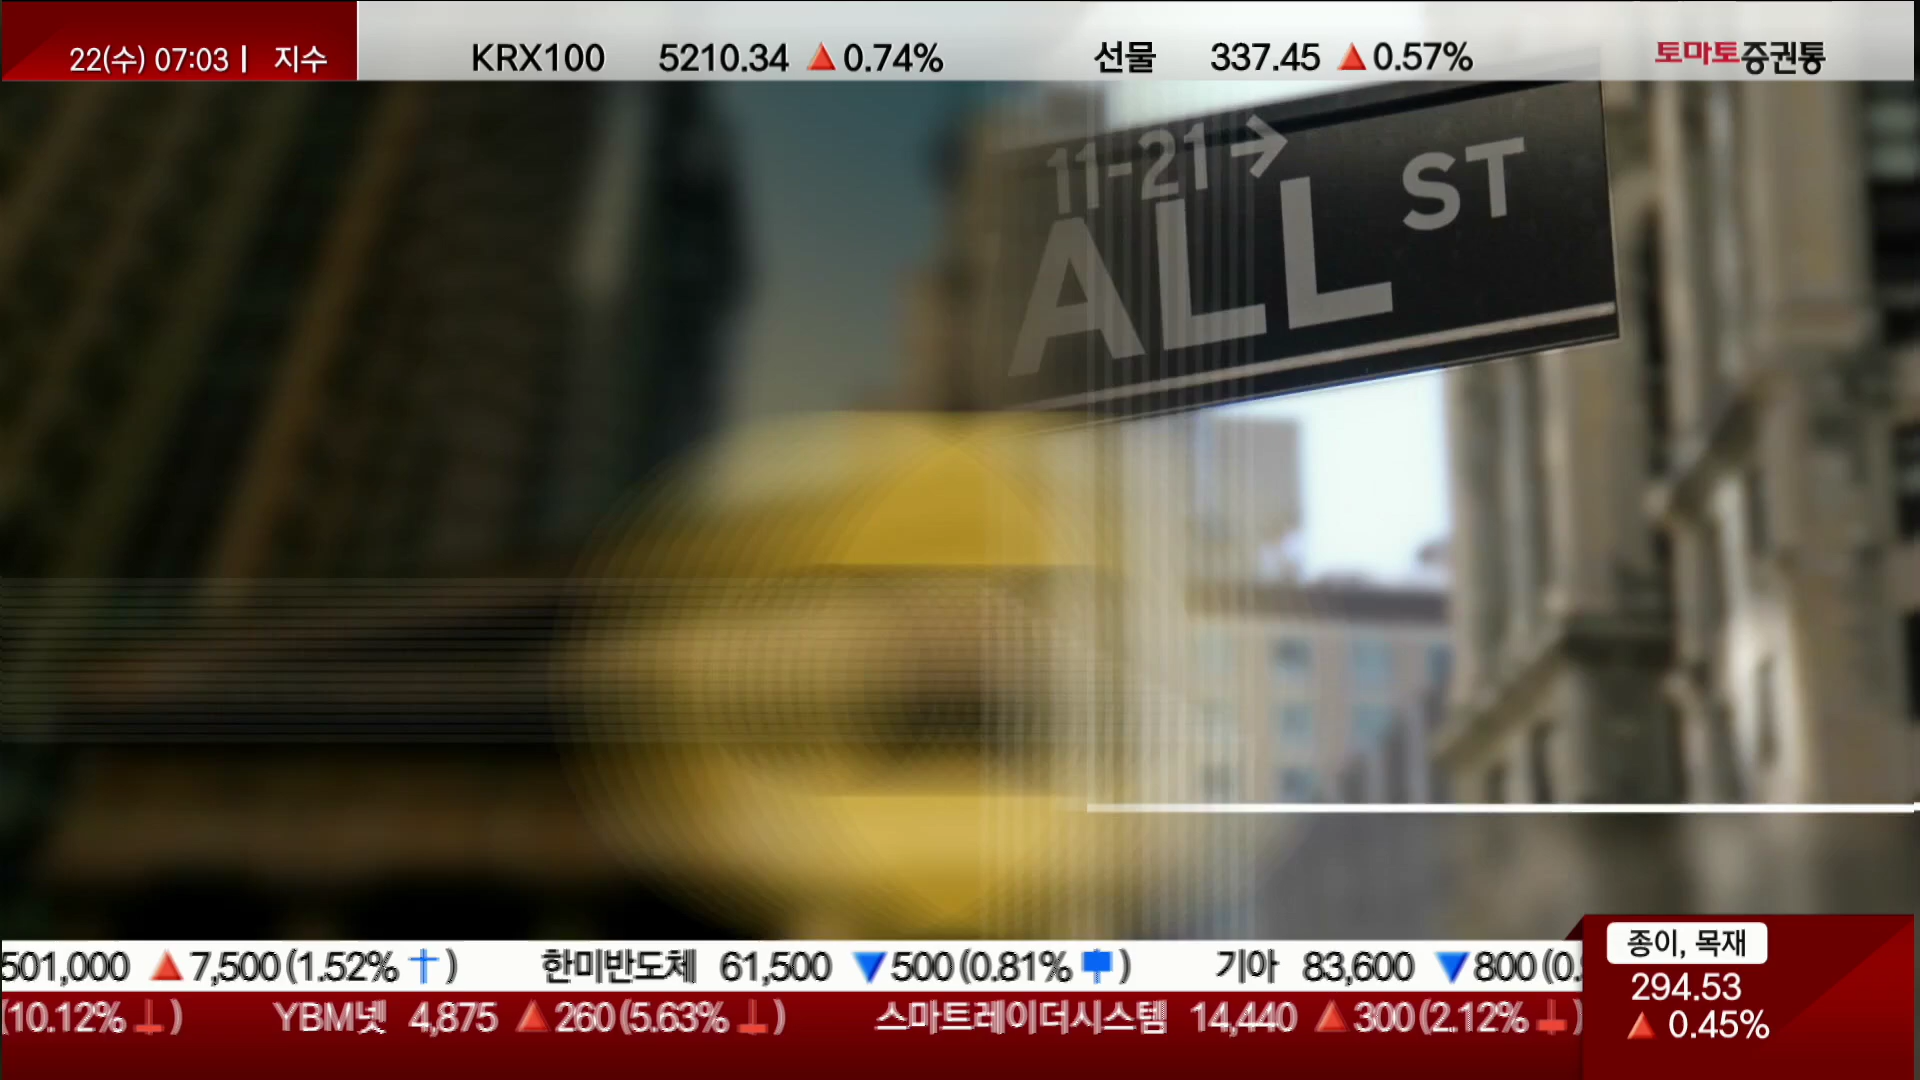 22(수) 07:03 | 지수 KRX100 5210.34 ▲ 0.74% 선물 337.45 ▲ 0.57% 토마토증권통
11-21 →
ALL ST
501,000 ▲ 7,500 (1.52% ) 한미반도체 61,500 ▼ 500 (0.81% ) 기아 83,600 ▼ 800 (0.
(10.12% ) YBM넷 4,875 ▲ 260 (5.63% ) 스마트레이더시스템 14,440 ▲ 300 (2.12% )
종이, 목재
294.53
▲ 0.45%